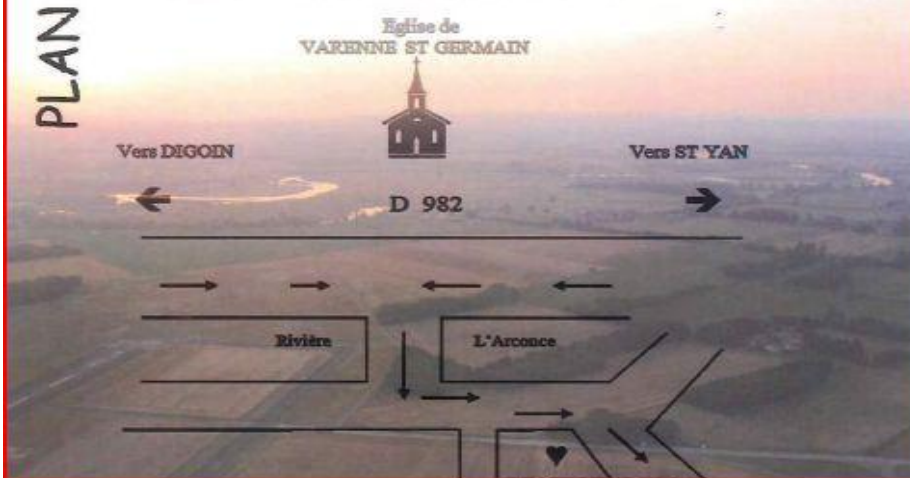 PLAN
Eglise de
VARENNE ST GERMAIN
Vers DIGOIN
Vers ST YAN
D 982
Rivière
L'Arconce